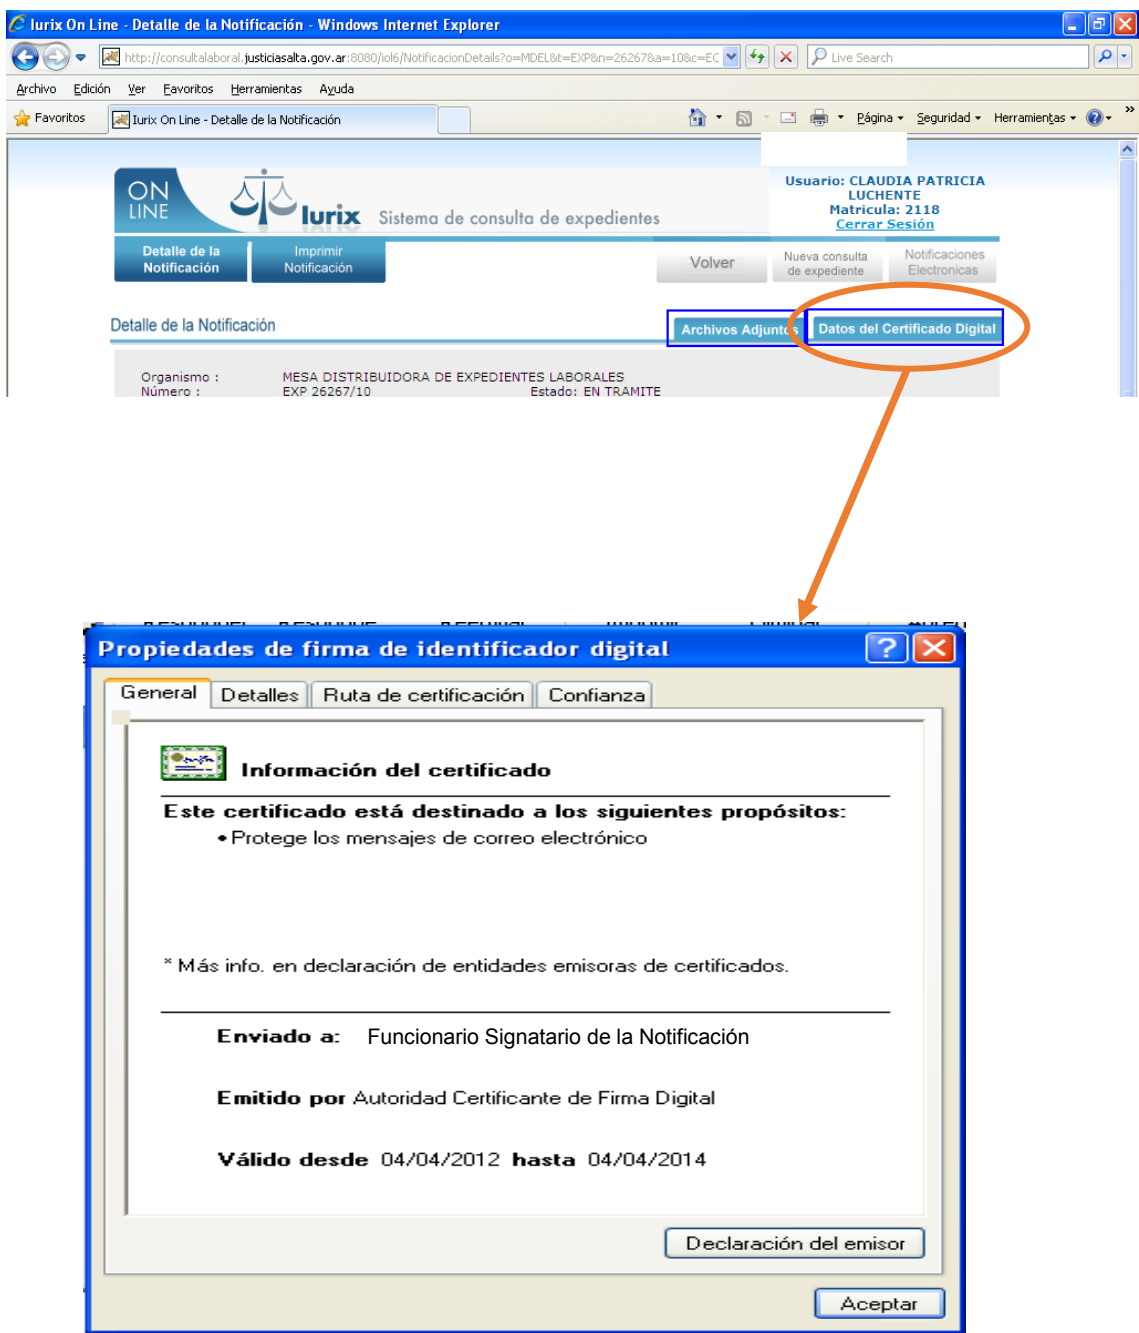 Iurix On Line - Detalle de la Notificación - Windows Internet Explorer
http://consultalaboral.justiciasalta.gov.ar:8080/iol6/NotificacionDetails?o=MDEL&t=EXP&n=26267&a=10&c=EC
Live Search
Archivo Edición Ver Favoritos Herramientas Ayuda
Favoritos
Iurix On Line - Detalle de la Notificación
Página Seguridad Herramientas
ON
LINE
Iurix Sistema de consulta de expedientes
Usuario: CLAUDIA PATRICIA
LUCHENTE
Matricula: 2118
Cerrar Sesión
Detalle de la
Notificación
Imprimir
Notificación
Volver
Nueva consulta
de expediente
Notificaciones
Electronicas
Detalle de la Notificación
Archivos Adjuntos
Datos del Certificado Digital
Organismo : MESA DISTRIBUIDORA DE EXPEDIENTES LABORALES
Número : EXP 26267/10 Estado: EN TRAMITE
Propiedades de firma de identificador digital
General Detalles Ruta de certificación Confianza
Información del certificado
Este certificado está destinado a los siguientes propósitos:
• Protege los mensajes de correo electrónico
* Más info. en declaración de entidades emisoras de certificados.
Enviado a: Funcionario Signatario de la Notificación
Emitido por Autoridad Certificante de Firma Digital
Válido desde 04/04/2012 hasta 04/04/2014
Declaración del emisor
Aceptar